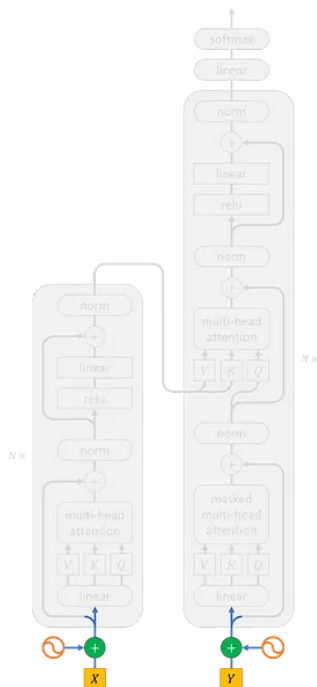 softmax
linear
norm
+
linear
relu
norm
+
multi-head
attention
V K Q
N ×
norm
+
masked
multi-head
attention
V K Q
linear
+
Y
norm
+
linear
relu
N ×
norm
+
multi-head
attention
V K Q
linear
+
X